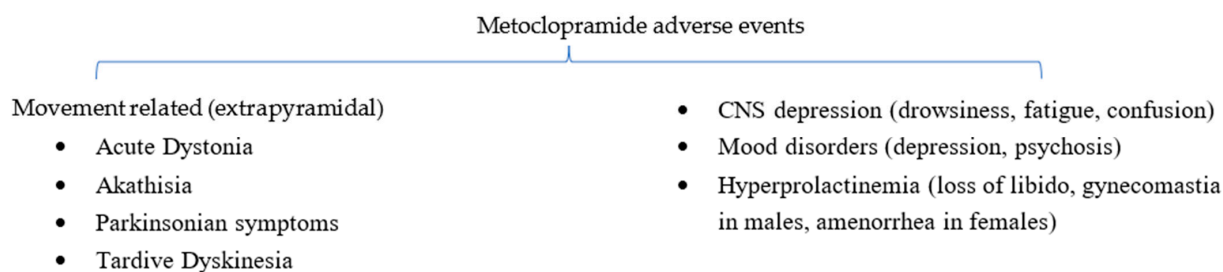 Metoclopramide adverse events
Movement related (extrapyramidal)
• Acute Dystonia
• Akathisia
• Parkinsonian symptoms
• Tardive Dyskinesia
• CNS depression (drowsiness, fatigue, confusion)
• Mood disorders (depression, psychosis)
• Hyperprolactinemia (loss of libido, gynecomastia
in males, amenorrhea in females)